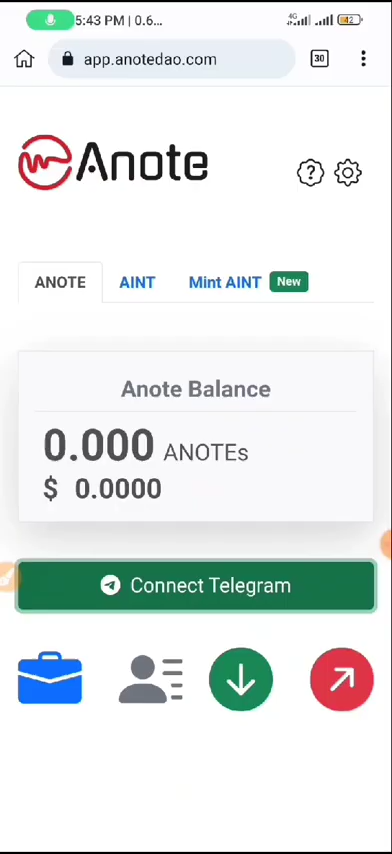 5:43 PM | 0.6...
4G
42
app.anotedao.com
30
Anote
?
ANOTE
AINT
Mint AINT
New
Anote Balance
0.000 ANOTEs
$ 0.0000
Connect Telegram